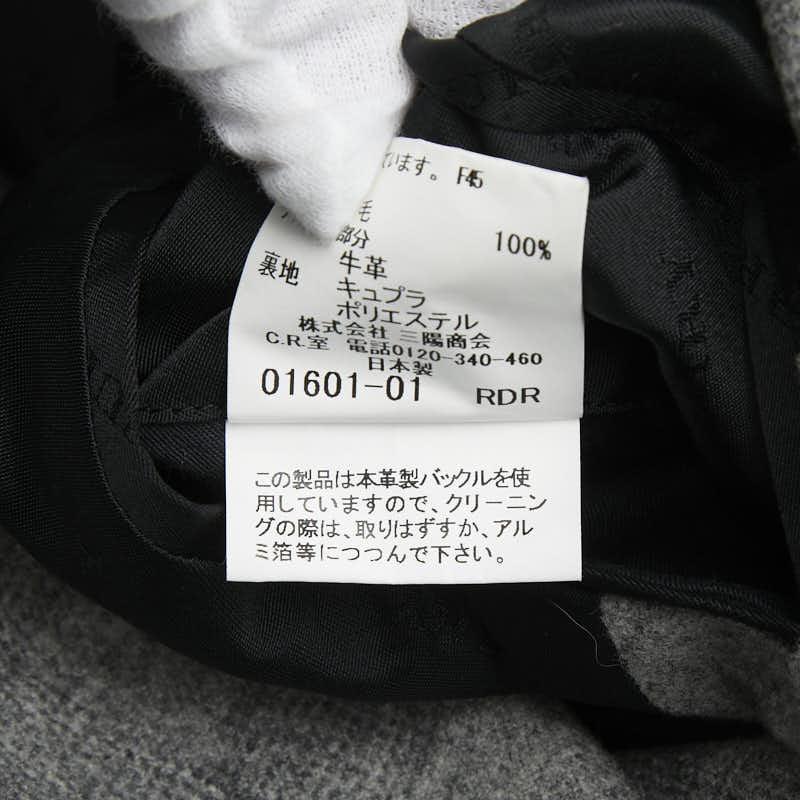 ています。 F45
毛
部分 100%
牛革
裏地 キュプラ
ポリエステル
株式会社 三陽商会
C.R.室 電話0120-340-460
日本製
01601-01 RDR
この製品は本革製バックルを使
用していますので、クリーニン
グの際は、取りはずすか、アル
ミ箔等につつんで下さい。